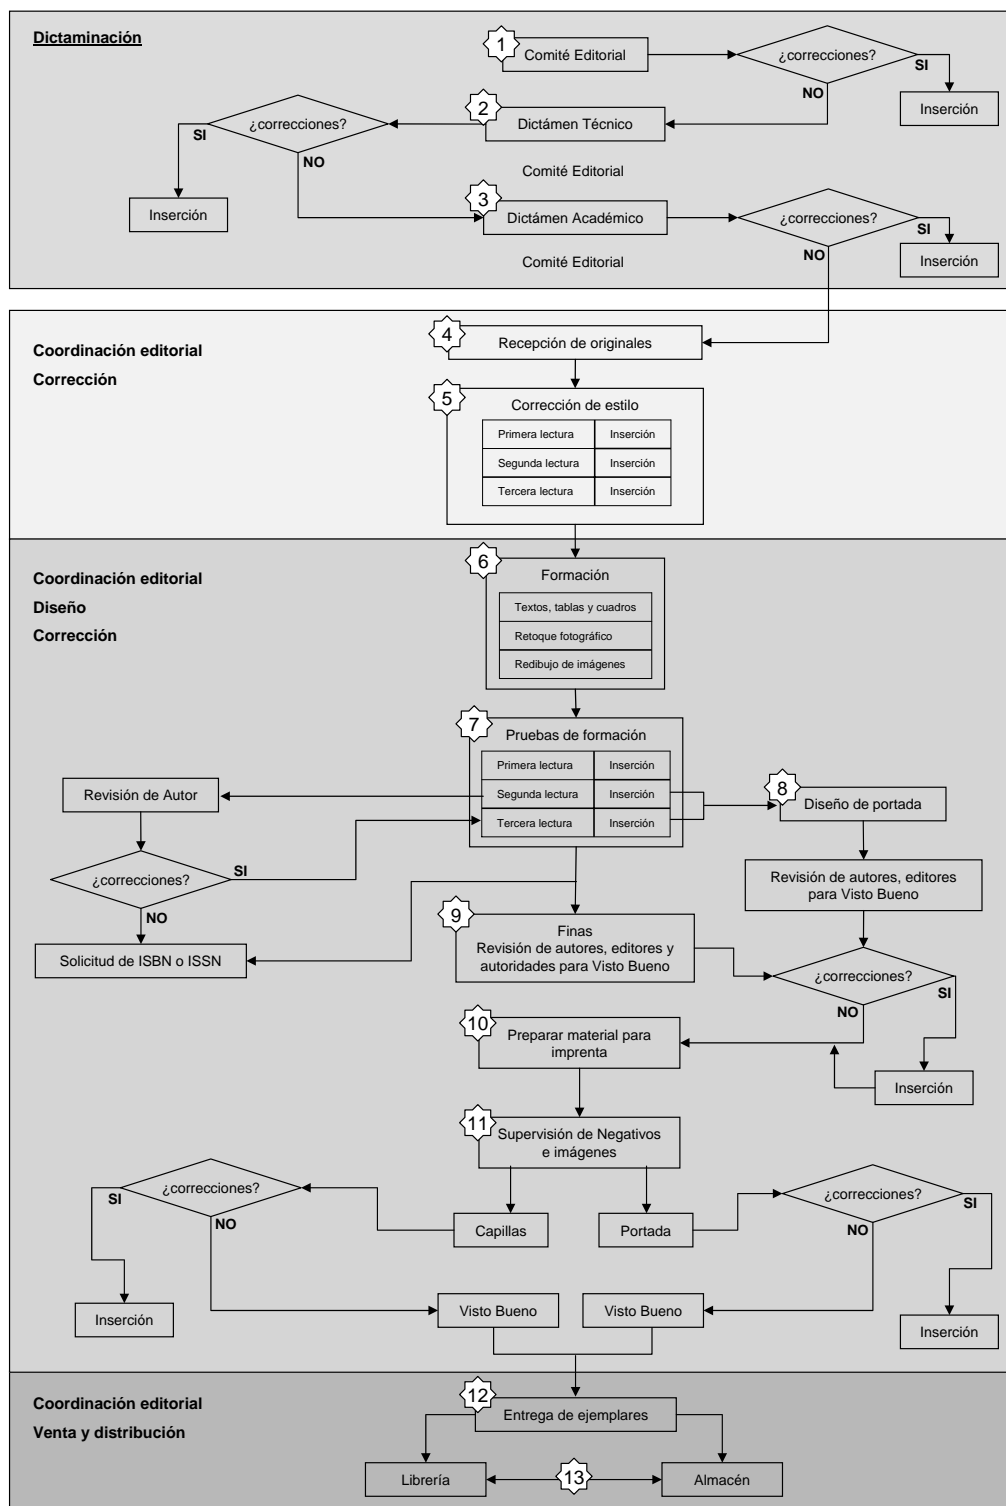 Dictaminación
1
Comité Editorial
¿correcciones?
SI
NO
Inserción
2
Dictámen Técnico
¿correcciones?
SI
NO
Inserción
Comité Editorial
3
Dictámen Académico
¿correcciones?
SI
NO
Inserción
Comité Editorial
Coordinación editorial
Corrección
4
Recepción de originales
5
Corrección de estilo
Primera lectura
Inserción
Segunda lectura
Inserción
Tercera lectura
Inserción
Coordinación editorial
Diseño
Corrección
6
Formación
Textos, tablas y cuadros
Retoque fotográfico
Redibujo de imágenes
7
Pruebas de formación
Primera lectura
Inserción
Segunda lectura
Inserción
Tercera lectura
Inserción
Revisión de Autor
¿correcciones?
SI
NO
Solicitud de ISBN o ISSN
8
Diseño de portada
Revisión de autores, editores
para Visto Bueno
9
Finas
Revisión de autores, editores y
autoridades para Visto Bueno
¿correcciones?
SI
NO
Inserción
10
Preparar material para
imprenta
11
Supervisión de Negativos
e imágenes
Capillas
Portada
¿correcciones?
SI
NO
Inserción
Visto Bueno
¿correcciones?
SI
NO
Inserción
Visto Bueno
Coordinación editorial
Venta y distribución
12
Entrega de ejemplares
Librería
13
Almacén